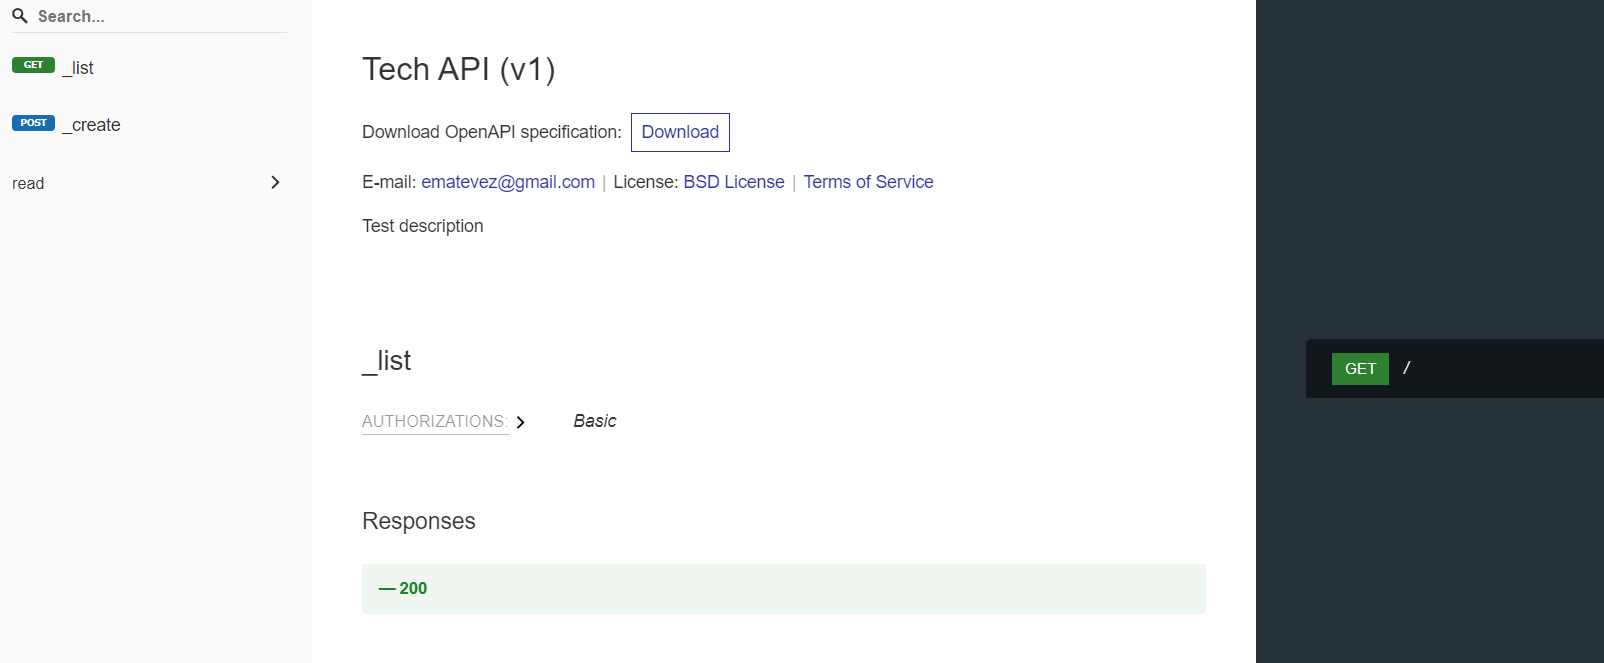 Search...
GET _list
POST _create
read
Tech API (v1)
Download OpenAPI specification: Download
E-mail: ematevez@gmail.com | License: BSD License | Terms of Service
Test description
_list
AUTHORIZATIONS: Basic
Responses
— 200
GET /